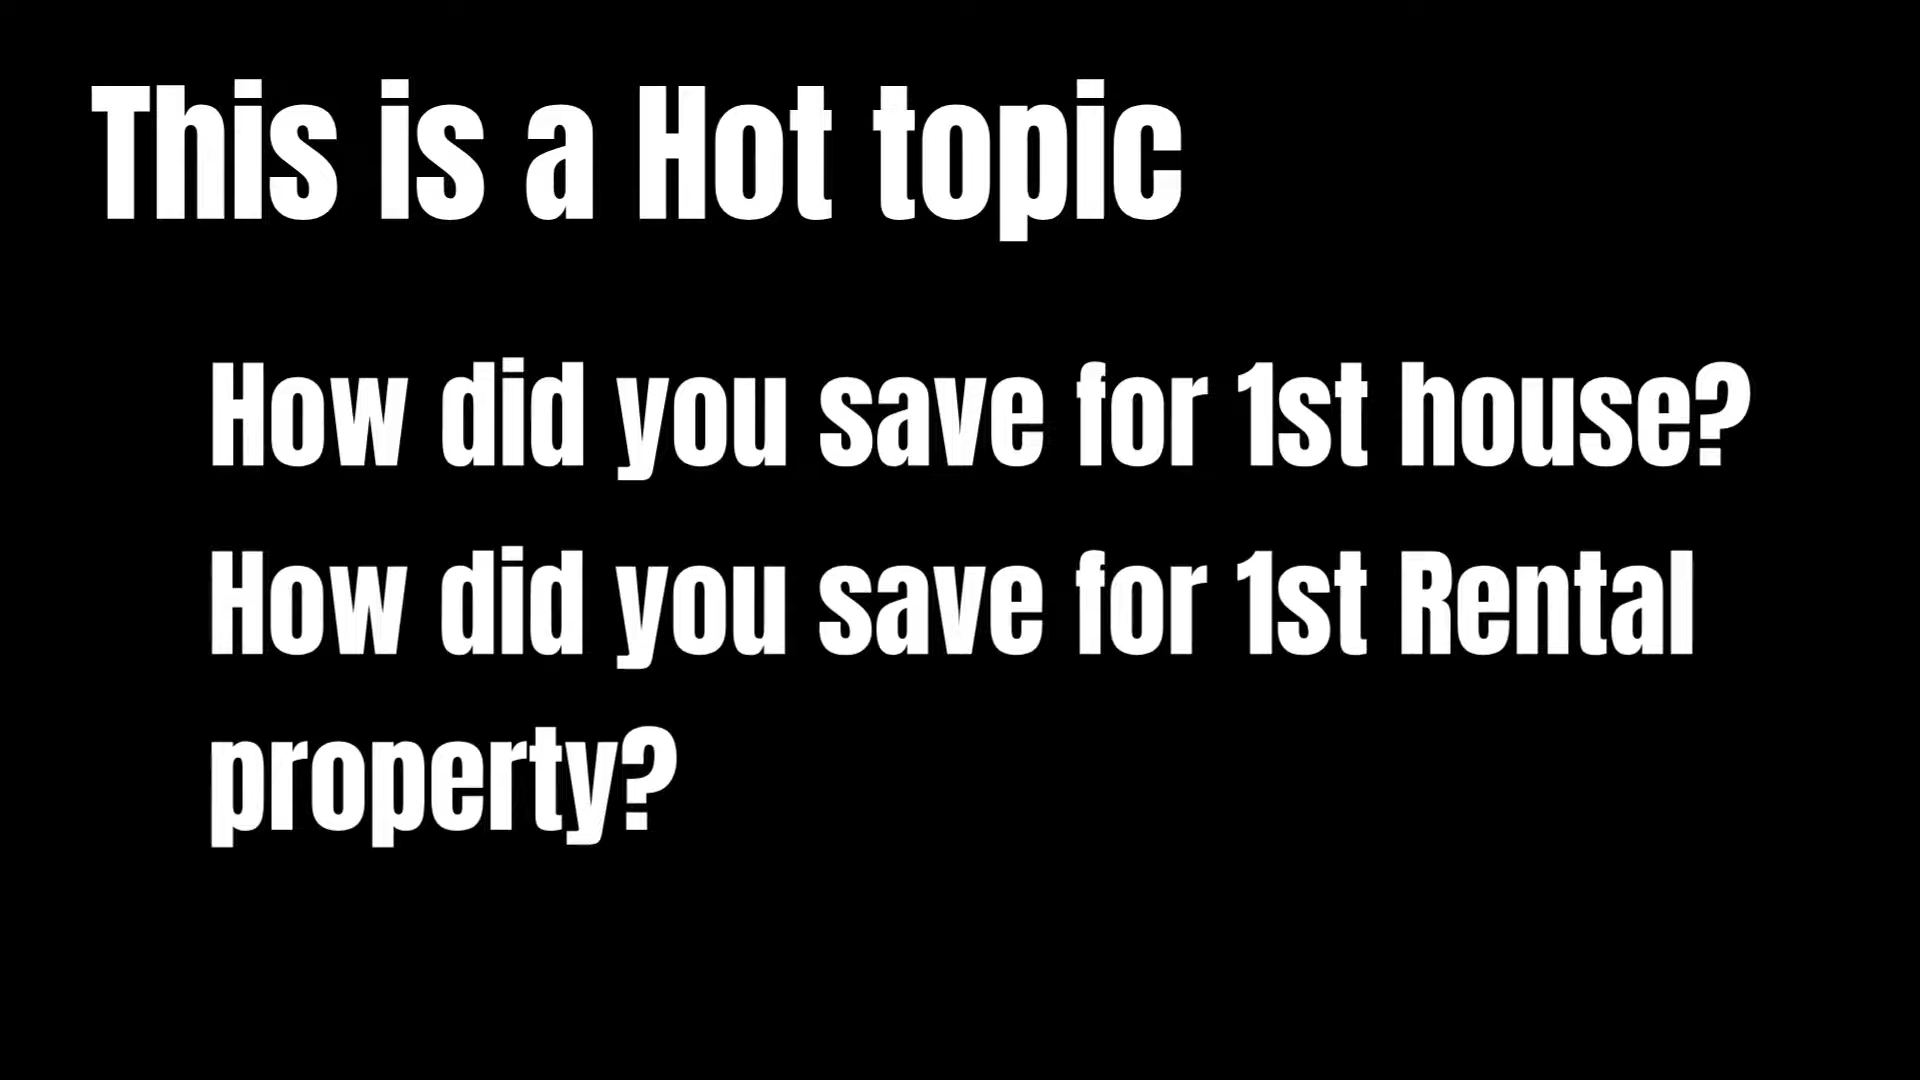 This is a Hot topic
How did you save for 1st house?
How did you save for 1st Rental
property?